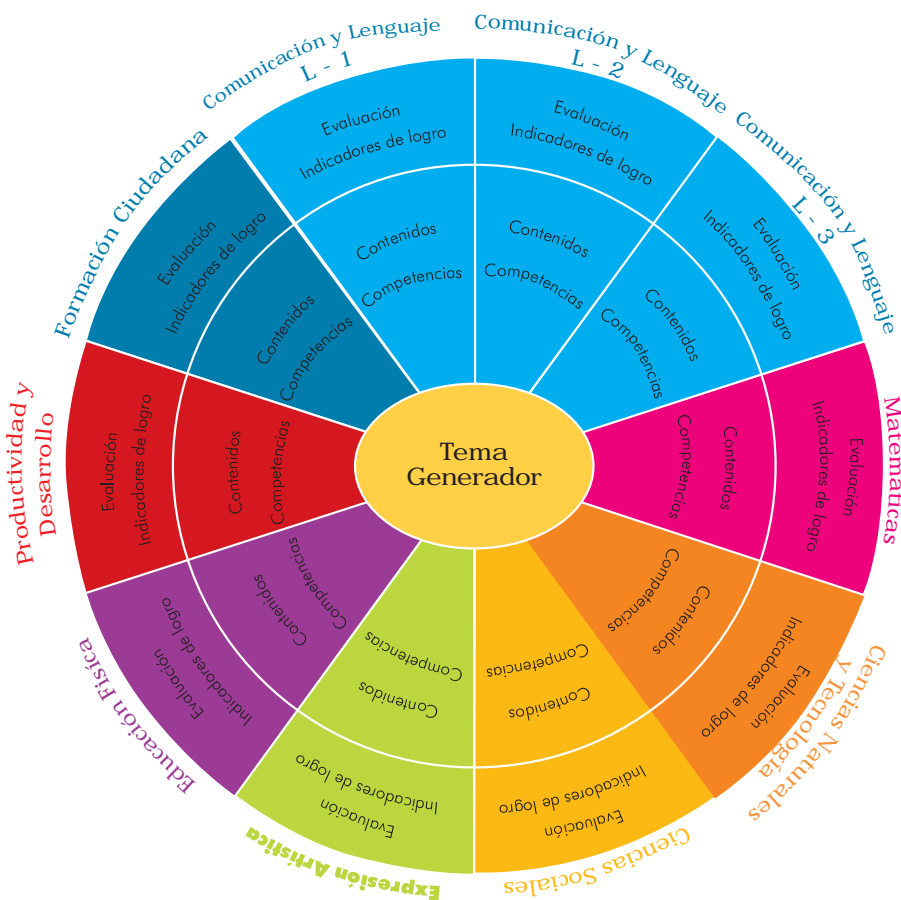 Comunicación y Lenguaje
L - 1
Evaluación
Indicadores de logro
Contenidos
Competencias
Comunicación y Lenguaje
L - 2
Evaluación
Indicadores de logro
Contenidos
Competencias
Comunicación y Lenguaje
L - 3
Evaluación
Indicadores de logro
Contenidos
Competencias
Matematicas
Evaluación
Indicadores de logro
Contenidos
Competencias
Ciencias Naturales
y Tecnología
Evaluación
Indicadores de logro
Contenidos
Competencias
Ciencias Sociales
Evaluación
Indicadores de logro
Contenidos
Competencias
Expresión Artística
Evaluación
Indicadores de logro
Contenidos
Competencias
Educación Fisica
Evaluación
Indicadores de logro
Contenidos
Competencias
Productividad y
Desarrollo
Evaluación
Indicadores de logro
Contenidos
Competencias
Formación Ciudadana
Evaluación
Indicadores de logro
Contenidos
Competencias
Tema
Generador